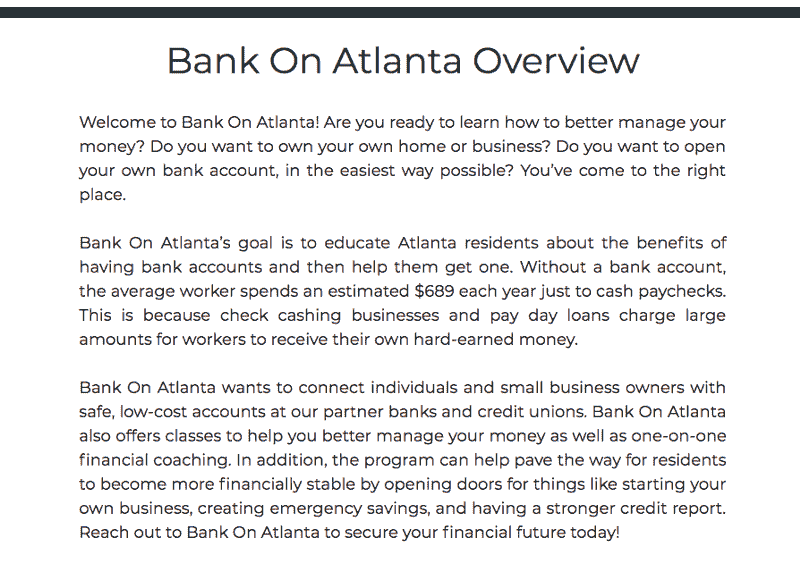 Bank On Atlanta Overview
Welcome to Bank On Atlanta! Are you ready to learn how to better manage your
money? Do you want to own your own home or business? Do you want to open
your own bank account, in the easiest way possible? You’ve come to the right
place.
Bank On Atlanta’s goal is to educate Atlanta residents about the benefits of
having bank accounts and then help them get one. Without a bank account,
the average worker spends an estimated $689 each year just to cash paychecks.
This is because check cashing businesses and pay day loans charge large
amounts for workers to receive their own hard-earned money.
Bank On Atlanta wants to connect individuals and small business owners with
safe, low-cost accounts at our partner banks and credit unions. Bank On Atlanta
also offers classes to help you better manage your money as well as one-on-one
financial coaching. In addition, the program can help pave the way for residents
to become more financially stable by opening doors for things like starting your
own business, creating emergency savings, and having a stronger credit report.
Reach out to Bank On Atlanta to secure your financial future today!